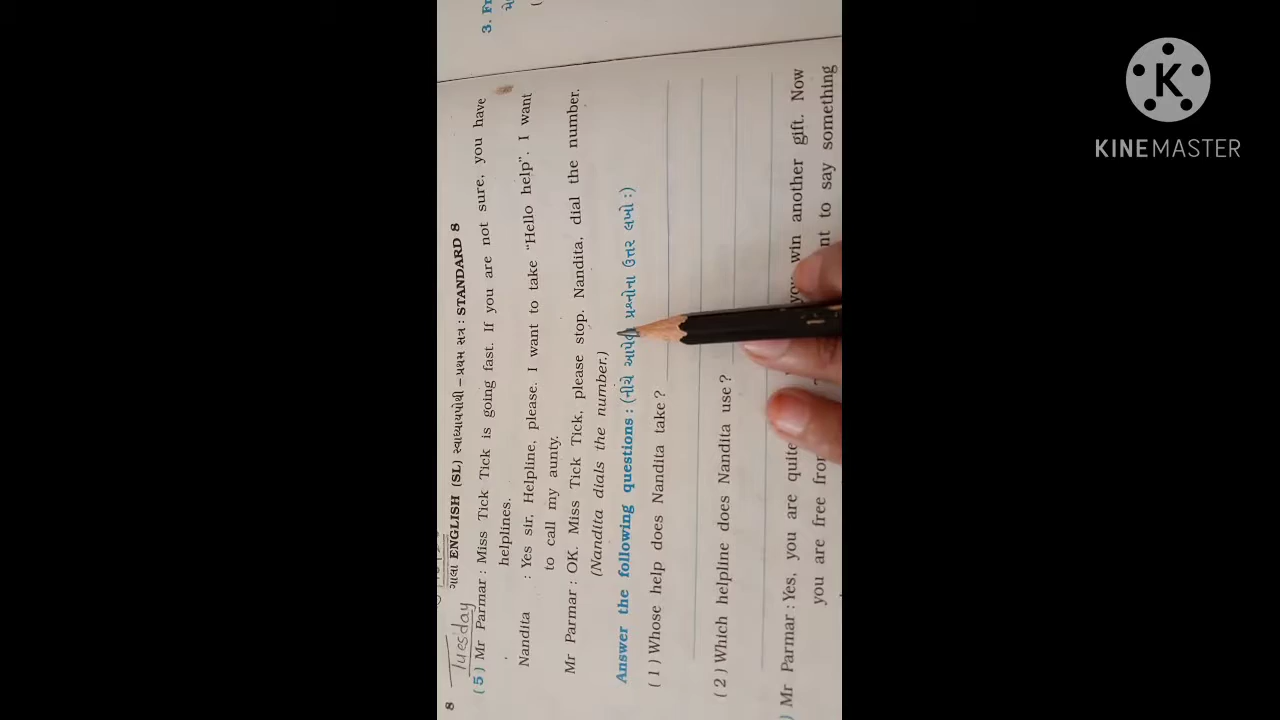 8
ગાલા ENGLISH (SL) સ્વાધ્યાયપોથી – પ્રથમ સત્ર : STANDARD 8
Tuesday
( 5 ) Mr Parmar : Miss Tick Tick is going fast. If you are not sure, you have
helplines.
Nandita : Yes sir, Helpline, please. I want to take "Hello help". I want
to call my aunty.
Mr Parmar : OK. Miss Tick Tick, please stop. Nandita, dial the number.
(Nandita dials the number.)
Answer the following questions : (નીચે આપેલા પ્રશ્નોના ઉત્તર લખો :)
( 1 ) Whose help does Nandita take ?
( 2 ) Which helpline does Nandita use ?
) Mr Parmar : Yes, you are quite you win another gift. Now
you are free to say something
3.
KINEMASTER